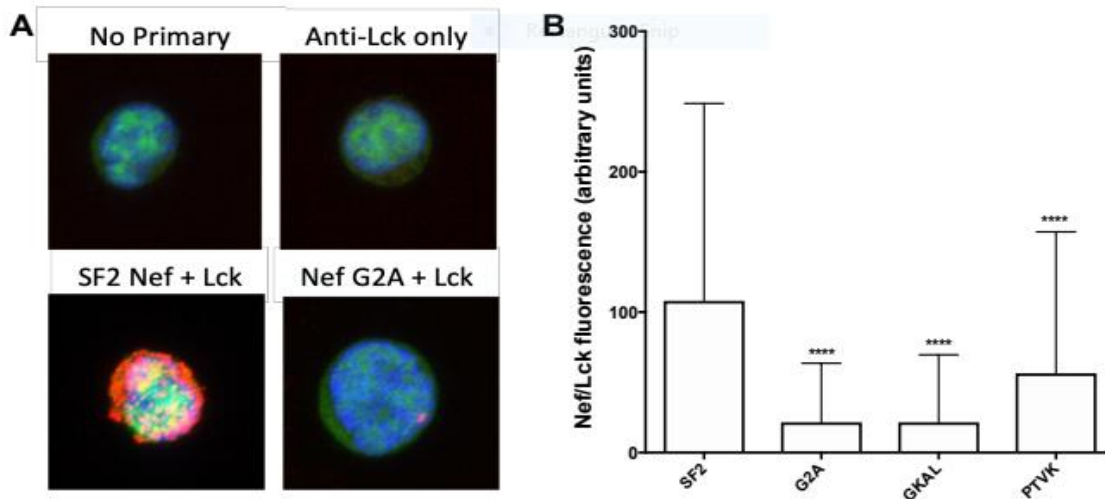 A
No Primary
Anti-Lck only
SF2 Nef + Lck
Nef G2A + Lck
B
Nef/Lck fluorescence (arbitrary units)
300
200
100
0
****
****
****
SF2
G2A
GKAL
PTVK